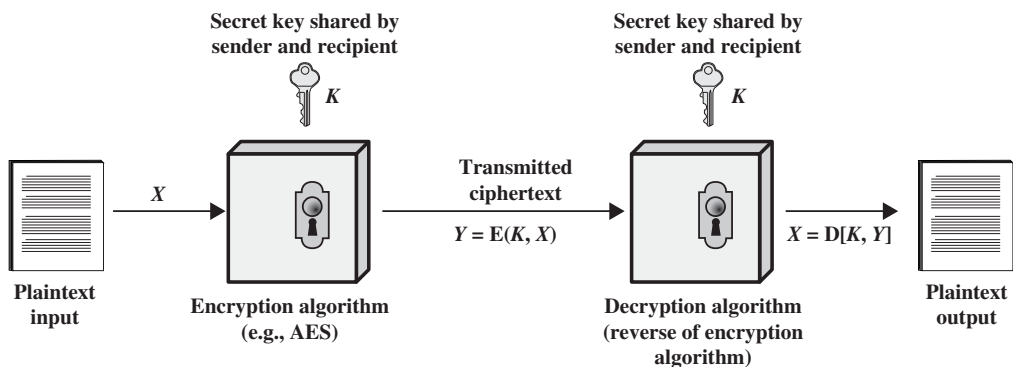 Secret key shared by
sender and recipient
K
Secret key shared by
sender and recipient
K
X
Transmitted
ciphertext
Y = E(K, X)
X = D[K, Y]
Plaintext
input
Encryption algorithm
(e.g., AES)
Decryption algorithm
(reverse of encryption
algorithm)
Plaintext
output